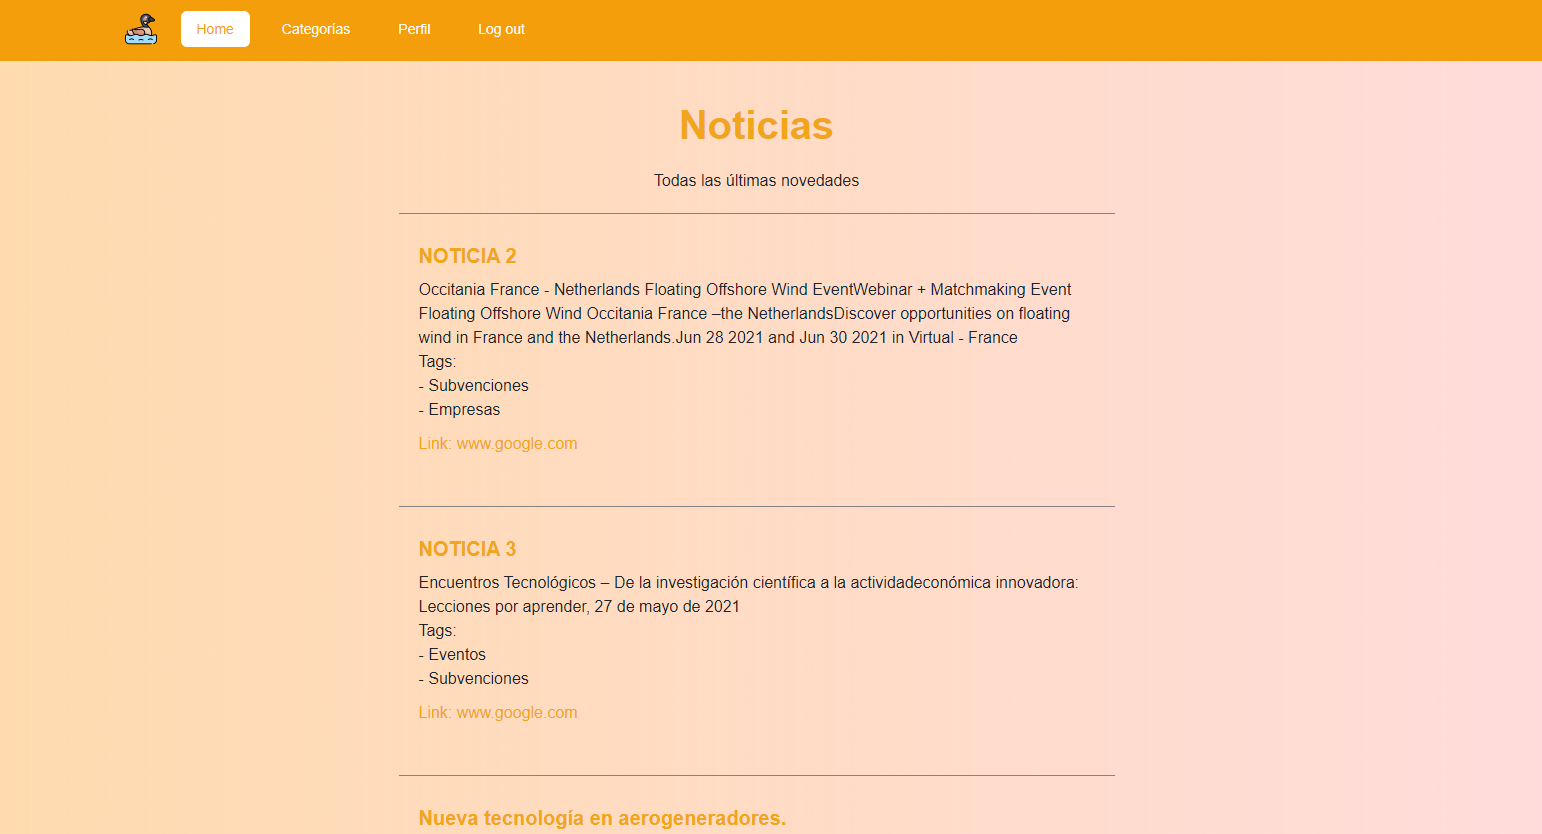 Home Categorías Perfil Log out
Noticias
Todas las últimas novedades
NOTICIA 2
Occitania France - Netherlands Floating Offshore Wind EventWebinar + Matchmaking Event
Floating Offshore Wind Occitania France –the NetherlandsDiscover opportunities on floating
wind in France and the Netherlands.Jun 28 2021 and Jun 30 2021 in Virtual - France
Tags:
- Subvenciones
- Empresas
Link: www.google.com
NOTICIA 3
Encuentros Tecnológicos – De la investigación científica a la actividadeconómica innovadora:
Lecciones por aprender, 27 de mayo de 2021
Tags:
- Eventos
- Subvenciones
Link: www.google.com
Nueva tecnología en aerogeneradores.